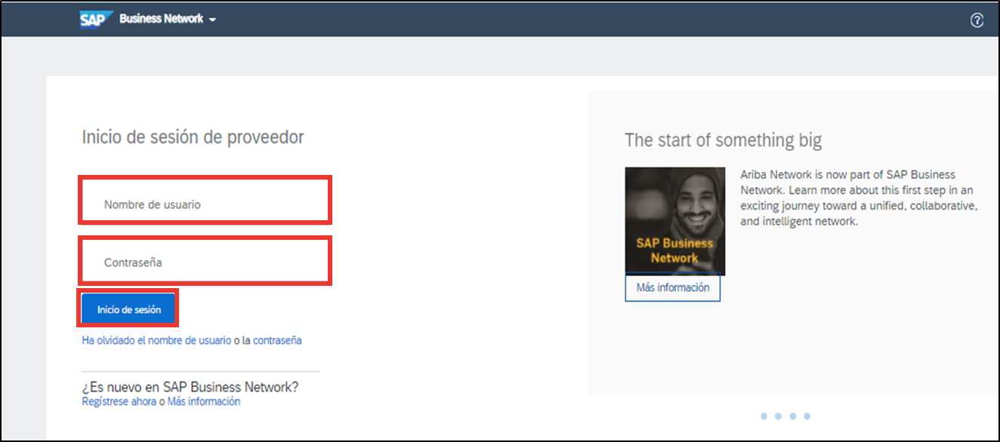 SAP Business Network
Inicio de sesión de proveedor
Nombre de usuario
Contraseña
Inicio de sesión
Ha olvidado el nombre de usuario o la contraseña
¿Es nuevo en SAP Business Network?
Regístrese ahora o Más información
The start of something big
SAP Business
Network
Ariba Network is now part of SAP Business
Network. Learn more about this first step in an
exciting journey toward a unified, collaborative,
and intelligent network.
Más información